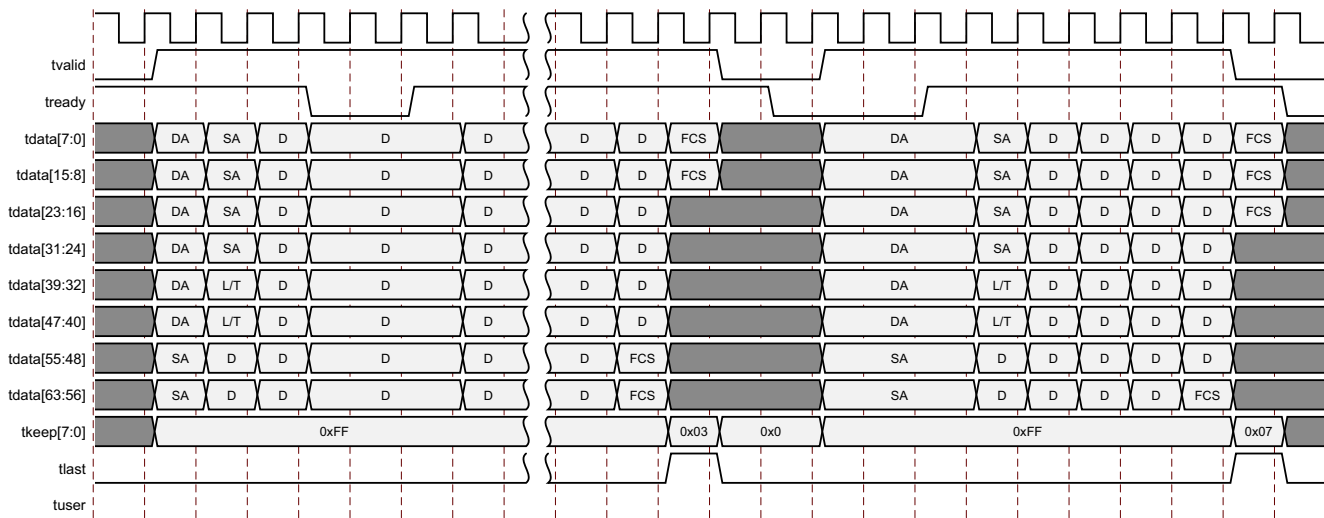 tvalid
tready
tdata[7:0] DA SA D D D D D FCS DA SA D D D D FCS
tdata[15:8] DA SA D D D D D FCS DA SA D D D D FCS
tdata[23:16] DA SA D D D D D DA SA D D D D FCS
tdata[31:24] DA SA D D D D D DA SA D D D D
tdata[39:32] DA L/T D D D D D DA L/T D D D D
tdata[47:40] DA L/T D D D D D DA L/T D D D D
tdata[55:48] SA D D D D D FCS SA D D D D D
tdata[63:56] SA D D D D D FCS SA D D D D FCS
tkeep[7:0] 0xFF 0x03 0x0 0xFF 0x07
tlast
tuser